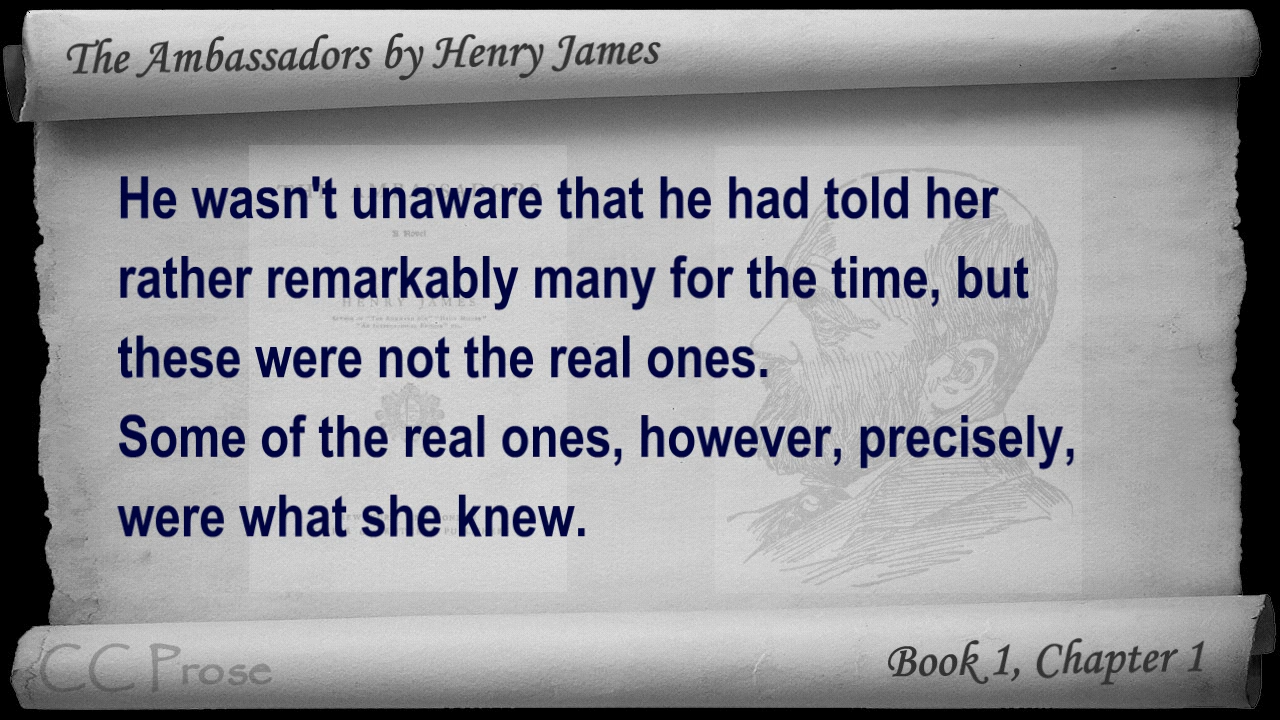 The Ambassadors by Henry James
He wasn't unaware that he had told her
rather remarkably many for the time, but
these were not the real ones.
Some of the real ones, however, precisely,
were what she knew.
CC Prose
Book 1, Chapter 1